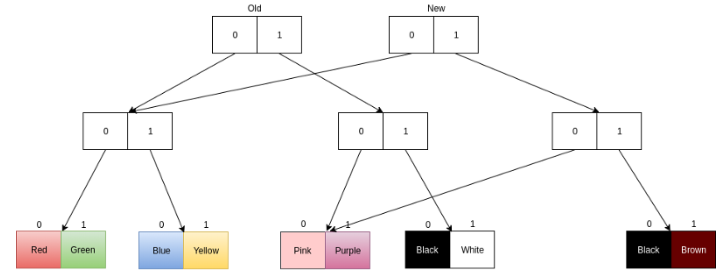 Old New
0 1 0 1
0 1 0 1 0 1
0 1 0 1 0 1 0 1 0 1
Red Green Blue Yellow Pink Purple Black White Black Brown